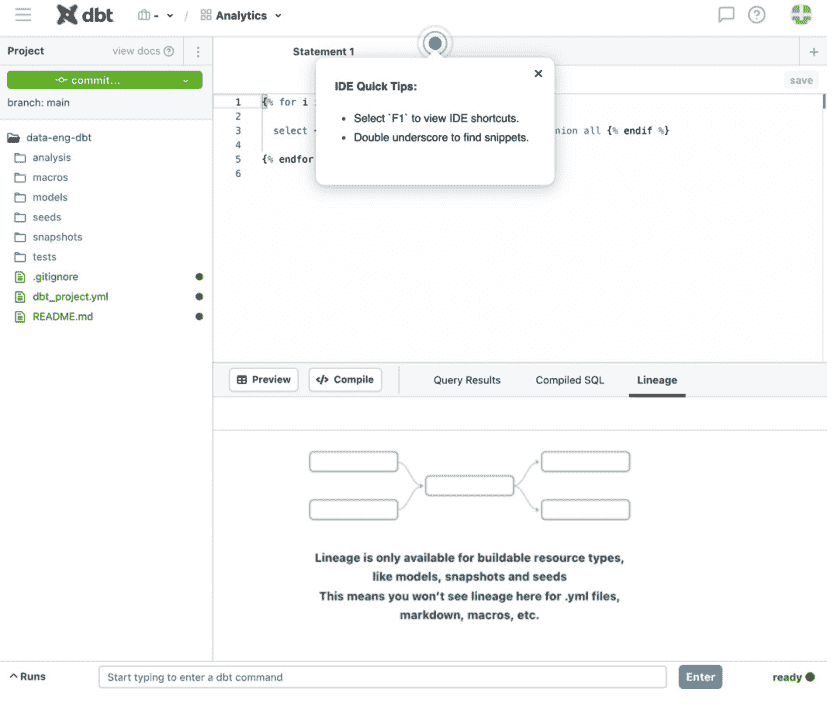 dbt
-
/
Analytics
Project
view docs
commit...
branch: main
data-eng-dbt
analysis
macros
models
seeds
snapshots
tests
.gitignore
dbt_project.yml
README.md
Statement 1
save
IDE Quick Tips:
• Select `F1` to view IDE shortcuts.
• Double underscore to find snippets.
1 {% for i
2
3 select all {% endif %}
4
5 {% endfor
6
Preview
</> Compile
Query Results
Compiled SQL
Lineage
Lineage is only available for buildable resource types,
like models, snapshots and seeds
This means you won't see lineage here for .yml files,
markdown, macros, etc.
Runs
Start typing to enter a dbt command
Enter
ready